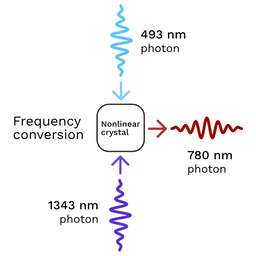 493 nm
photon
Frequency
conversion
Nonlinear
crystal
780 nm
photon
1343 nm
photon